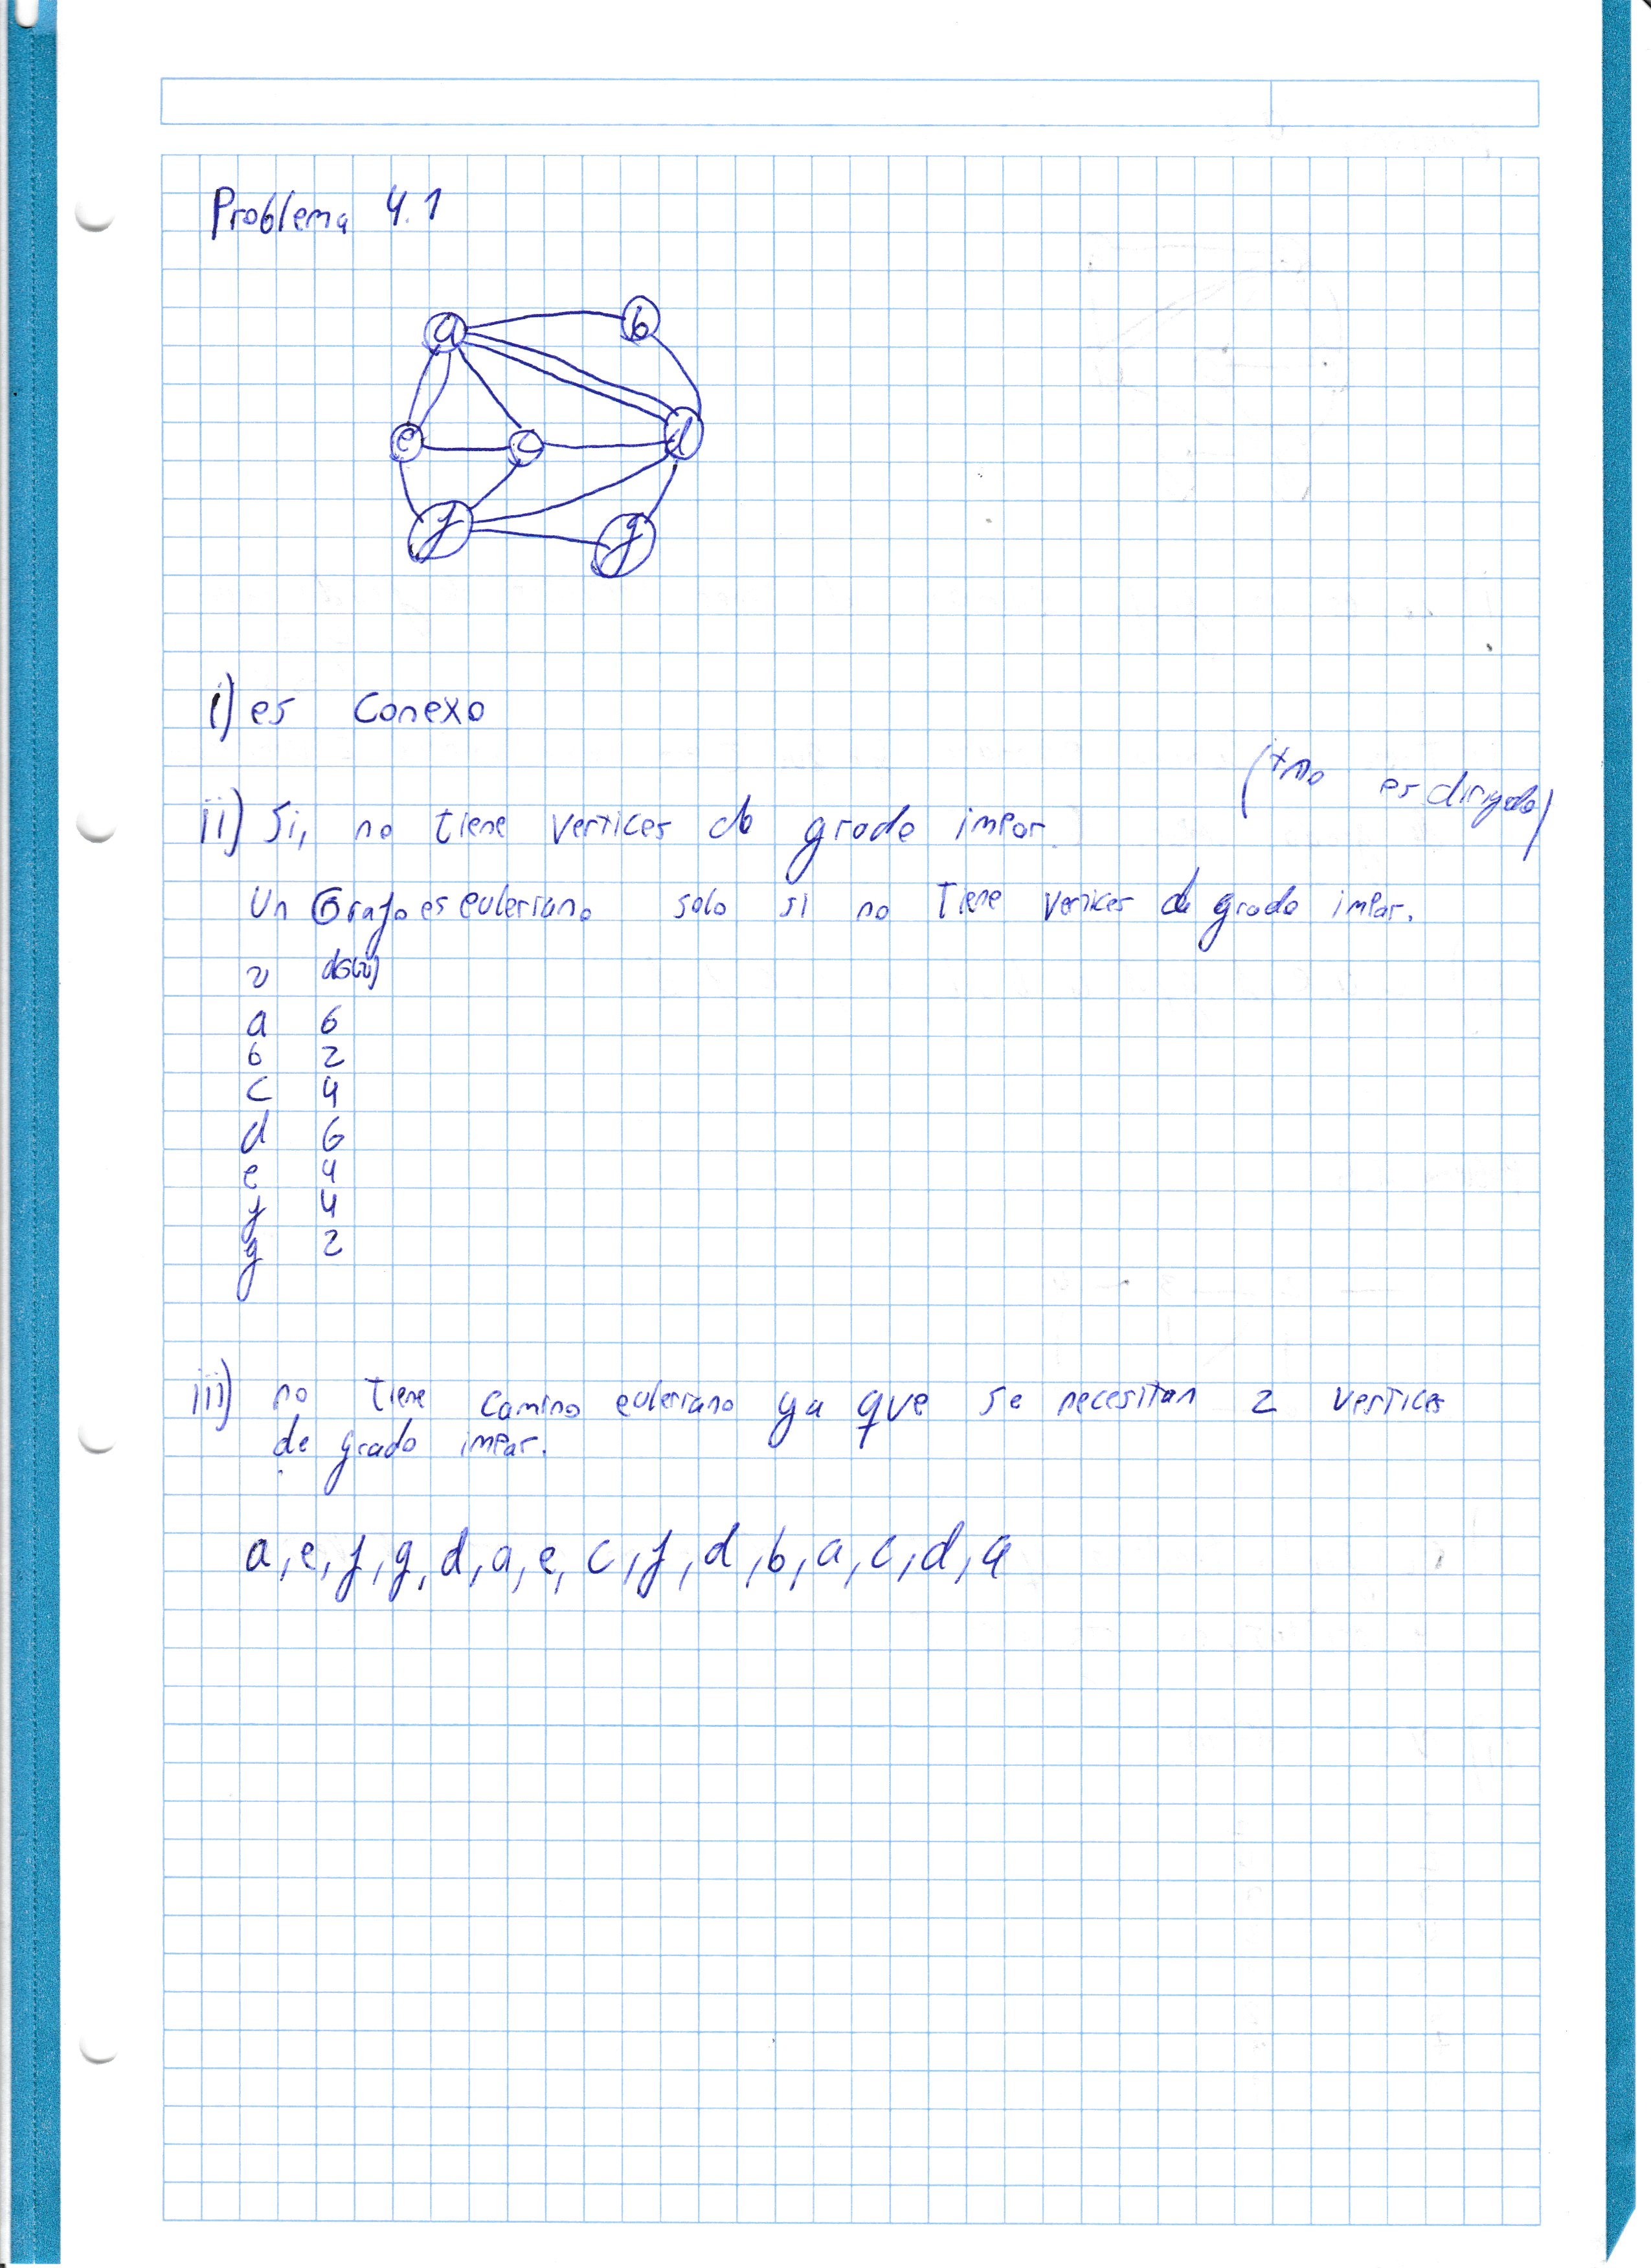 Problema 4.1
a b
e c d
f g
i) es Conexo
(+no es dirigido)
ii) Si, no tiene vertices de grado impar.
Un Grafo es euleriano solo si no Tiene vertices de grado impar.
v
a 6
b 2
c 4
d 6
e 4
f 4
g 2
iii) no tiene camino euleriano ya que se necesitan 2 vertices
de grado impar.
a, e, f, g, d, a, e, c, f, d, b, a, c, d, a